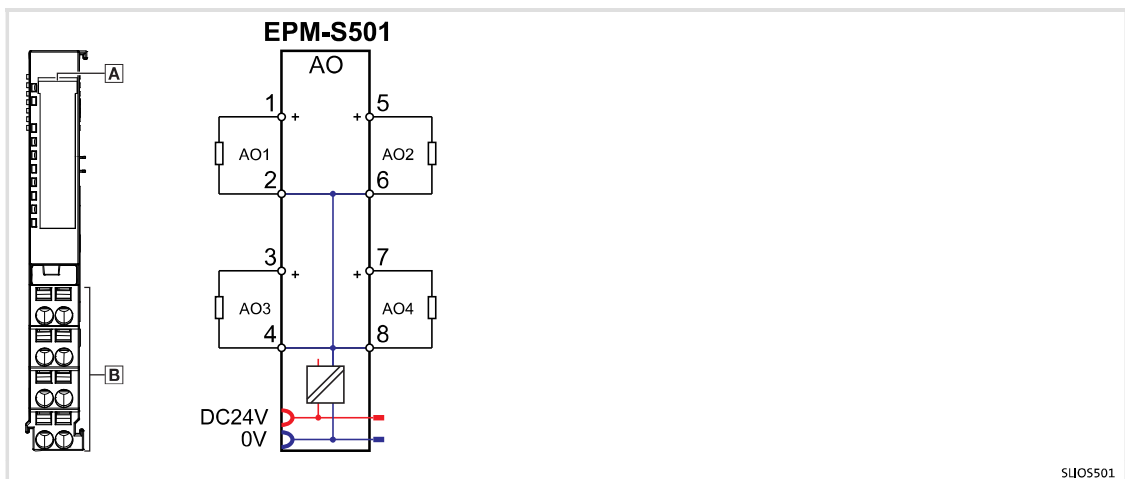 EPM-S501
AO
A
1
+
+
5
AO1
AO2
2
6
3
+
+
7
AO3
AO4
4
8
B
DC24V
0V
SLIOS501